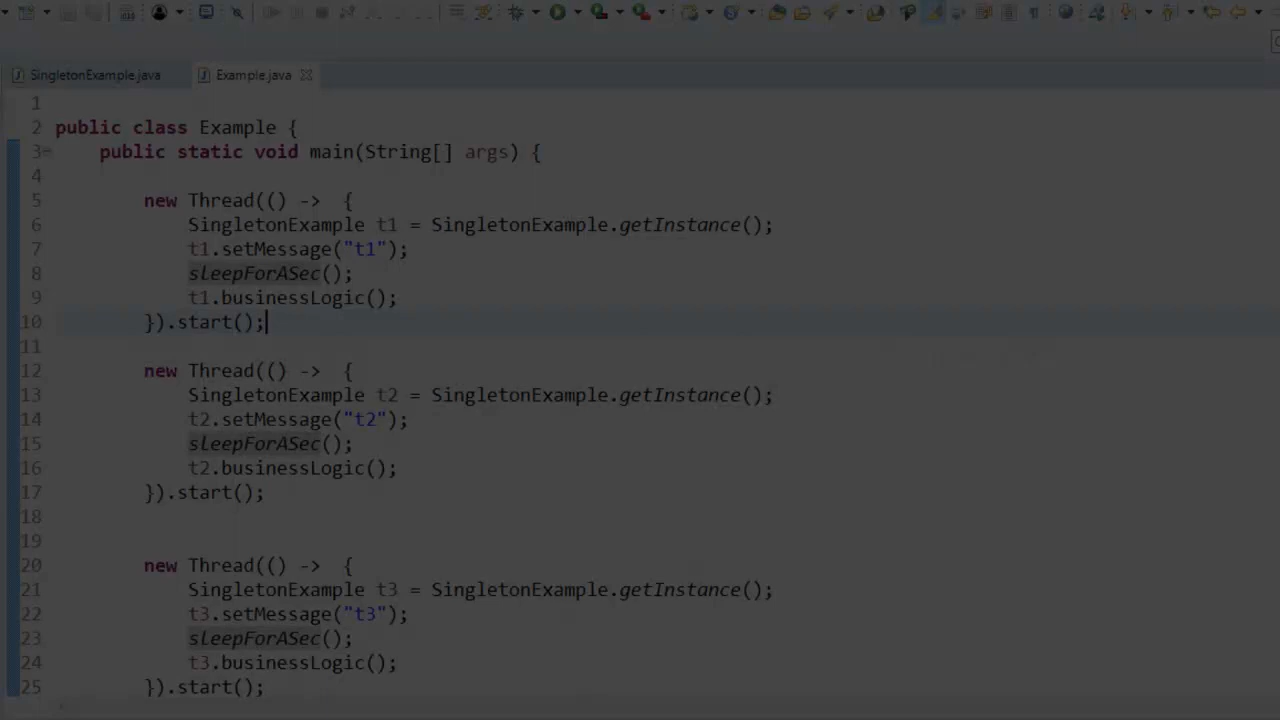 SingletonExample.java
Example.java
1
2 public class Example {
3 public static void main(String[] args) {
4
5 new Thread(() -> {
6 SingletonExample t1 = SingletonExample.getInstance();
7 t1.setMessage("t1");
8 sleepForASec();
9 t1.businessLogic();
10 }).start();
11
12 new Thread(() -> {
13 SingletonExample t2 = SingletonExample.getInstance();
14 t2.setMessage("t2");
15 sleepForASec();
16 t2.businessLogic();
17 }).start();
18
19
20 new Thread(() -> {
21 SingletonExample t3 = SingletonExample.getInstance();
22 t3.setMessage("t3");
23 sleepForASec();
24 t3.businessLogic();
25 }).start();